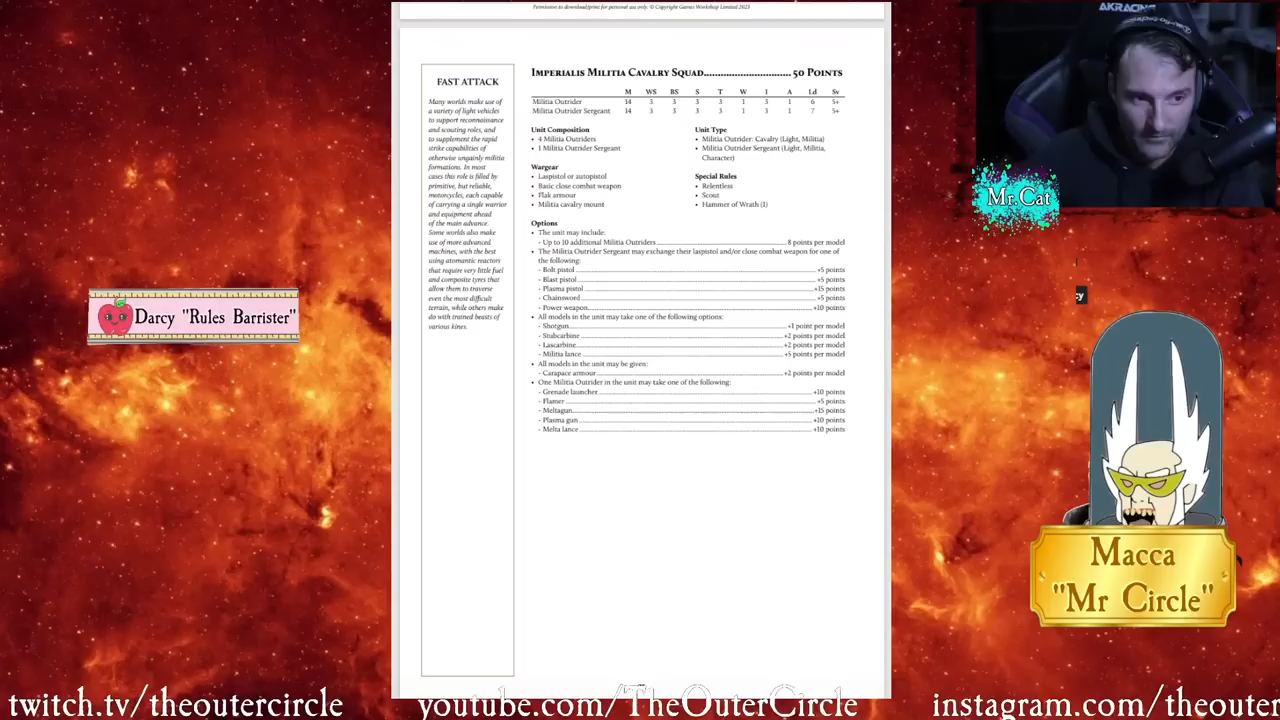 Permission to download/print for personal use only. © Copyright Games Workshop Limited 2023
AKRACING
FAST ATTACK
Many worlds make use of
a variety of light vehicles
to support reconnaissance
and scouting roles, and
to supplement the rapid
strike capabilities of
otherwise ungainly militia
formations. In most
cases this role is filled by
primitive, but reliable,
motorcycles, each capable
of carrying a single warrior
and equipment ahead
of the main advance.
Some worlds also make
use of more advanced
machines, with the best
using atomantic reactors
that require very little fuel
and composite tyres that
allow them to traverse
even the most difficult
terrain, while others make
do with trained beasts of
various kines.
Imperialis Militia Cavalry Squad.............................. 50 Points
M WS BS S T W I A Ld Sv
Militia Outrider 14 3 3 3 3 1 3 1 6 5+
Militia Outrider Sergeant 14 3 3 3 3 1 3 1 7 5+
Unit Composition
• 4 Militia Outriders
• 1 Militia Outrider Sergeant
Unit Type
• Militia Outrider: Cavalry (Light, Militia)
• Militia Outrider Sergeant (Light, Militia,
Character)
Wargear
• Laspistol or autopistol
• Basic close combat weapon
• Flak armour
• Militia cavalry mount
Special Rules
• Relentless
• Scout
• Hammer of Wrath (1)
Options
• The unit may include:
- Up to 10 additional Militia Outriders 8 points per model
• The Militia Outrider Sergeant may exchange their laspistol and/or close combat weapon for one of
the following:
- Bolt pistol +5 points
- Blast pistol +5 points
- Plasma pistol +15 points
- Chainsword +5 points
- Power weapon +10 points
• All models in the unit may take one of the following options:
- Shotgun +1 point per model
- Stubcarbine +2 points per model
- Lascarbine +2 points per model
- Militia lance +5 points per model
• All models in the unit may be given:
- Carapace armour +2 points per model
• One Militia Outrider in the unit may take one of the following:
- Grenade launcher +10 points
- Flamer +5 points
- Meltagun +15 points
- Plasma gun +10 points
- Melta lance +10 points
Mr.Cat
cy
Darcy "Rules Barrister"
Macca
"Mr Circle"
twitch.tv/theoutercircle youtube.com/TheOuterCircle instagram.com/theouter